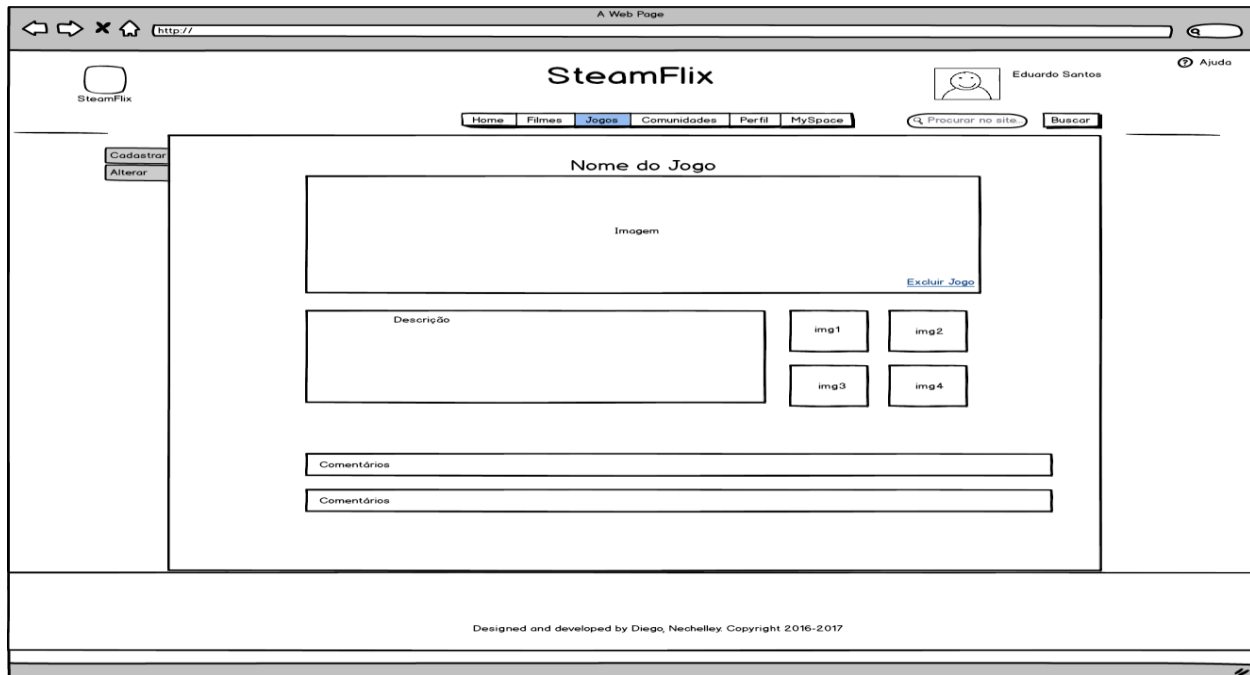 A Web Page
http://
SteamFlix
SteamFlix
Eduardo Santos
Ajuda
Home Filmes Jogos Comunidades Perfil MySpace
Procurar no site.
Buscar
Cadastrar
Alterar
Nome do Jogo
Imagem
Excluir Jogo
Descrição
img1
img2
img3
img4
Comentários
Comentários
Designed and developed by Diego, Nechelley. Copyright 2016-2017